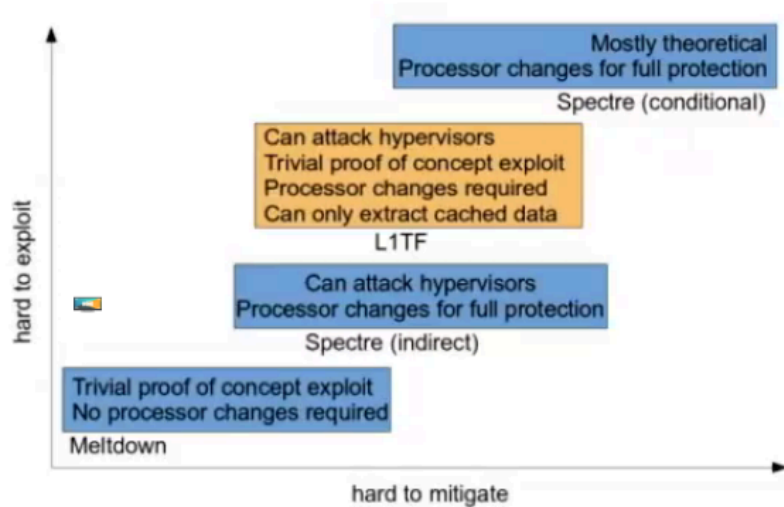 Mostly theoretical
Processor changes for full protection
Spectre (conditional)
Can attack hypervisors
Trivial proof of concept exploit
Processor changes required
Can only extract cached data
L1TF
Can attack hypervisors
Processor changes for full protection
Spectre (indirect)
Trivial proof of concept exploit
No processor changes required
Meltdown
hard to exploit
hard to mitigate